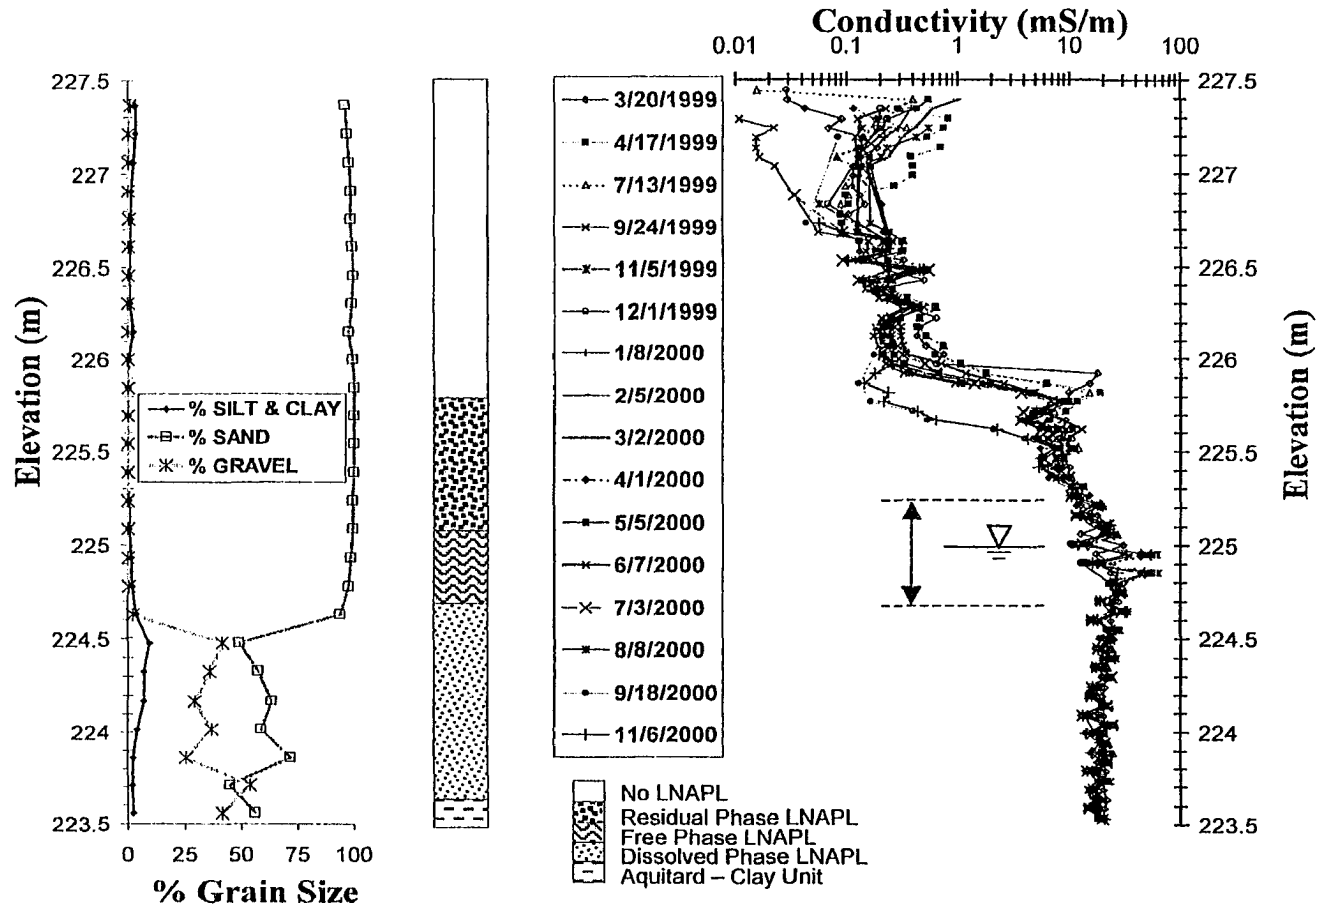 Conductivity (mS/m)
0.01 0.1 1 10 100
227.5
227
226.5
226
225.5
225
224.5
224
223.5
Elevation (m)
% SILT & CLAY
% SAND
% GRAVEL
0 25 50 75 100
% Grain Size
3/20/1999
4/17/1999
7/13/1999
9/24/1999
11/5/1999
12/1/1999
1/8/2000
2/5/2000
3/2/2000
4/1/2000
5/5/2000
6/7/2000
7/3/2000
8/8/2000
9/18/2000
11/6/2000
No LNAPL
Residual Phase LNAPL
Free Phase LNAPL
Dissolved Phase LNAPL
Aquitard – Clay Unit
227.5
227
226.5
226
225.5
225
224.5
224
223.5
Elevation (m)